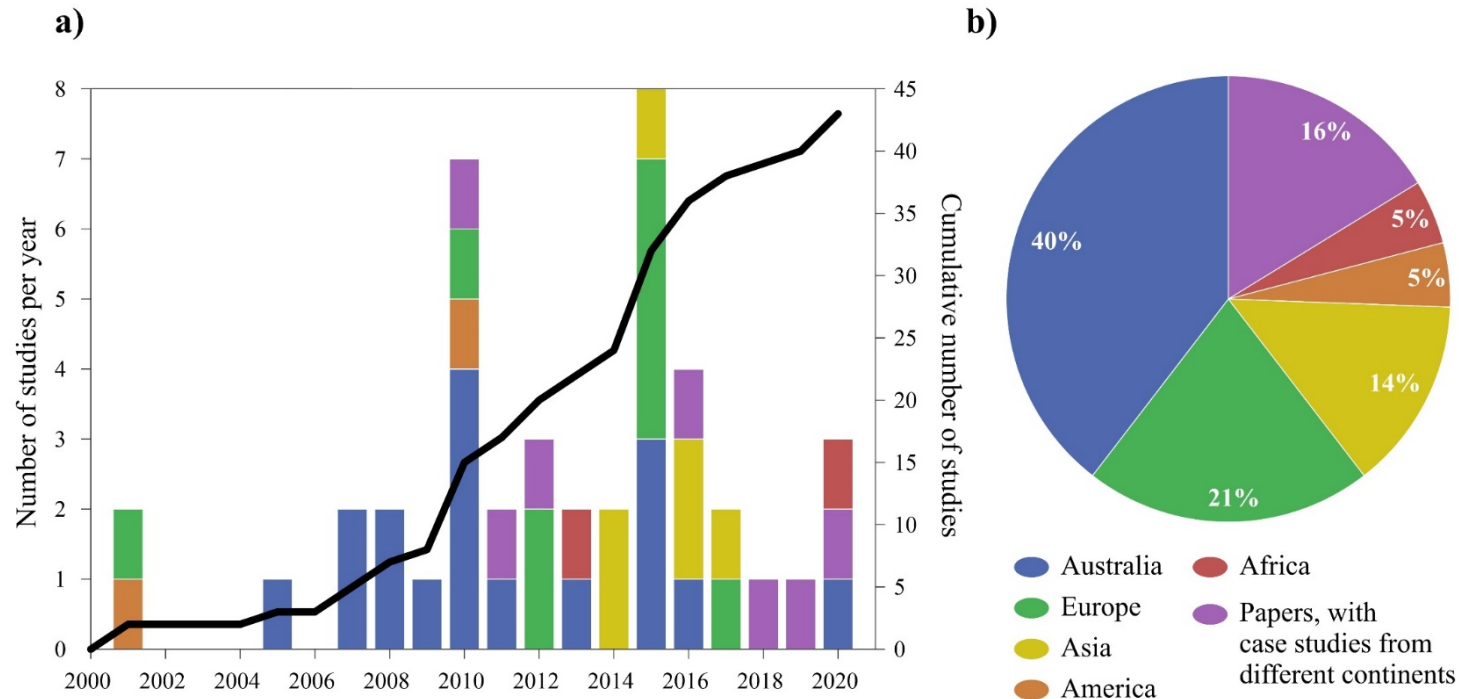 a)
b)
Number of studies per year
8
7
6
5
4
3
2
1
0
2000 2002 2004 2006 2008 2010 2012 2014 2016 2018 2020
45
40
35
30
25
20
15
10
5
0
Cumulative number of studies
16%
5%
5%
14%
21%
40%
Australia
Europe
Asia
America
Africa
Papers, with
case studies from
different continents